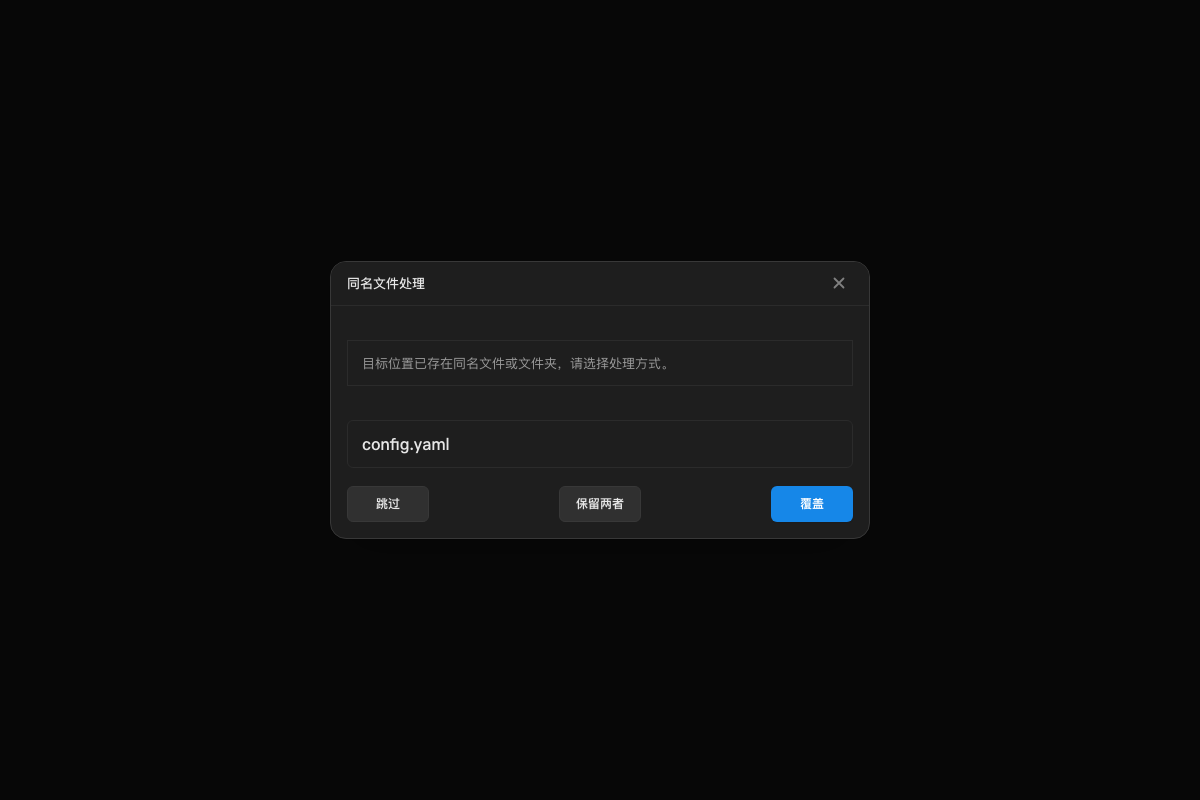 同名文件处理
目标位置已存在同名文件或文件夹，请选择处理方式。
config.yaml
跳过
保留两者
覆盖